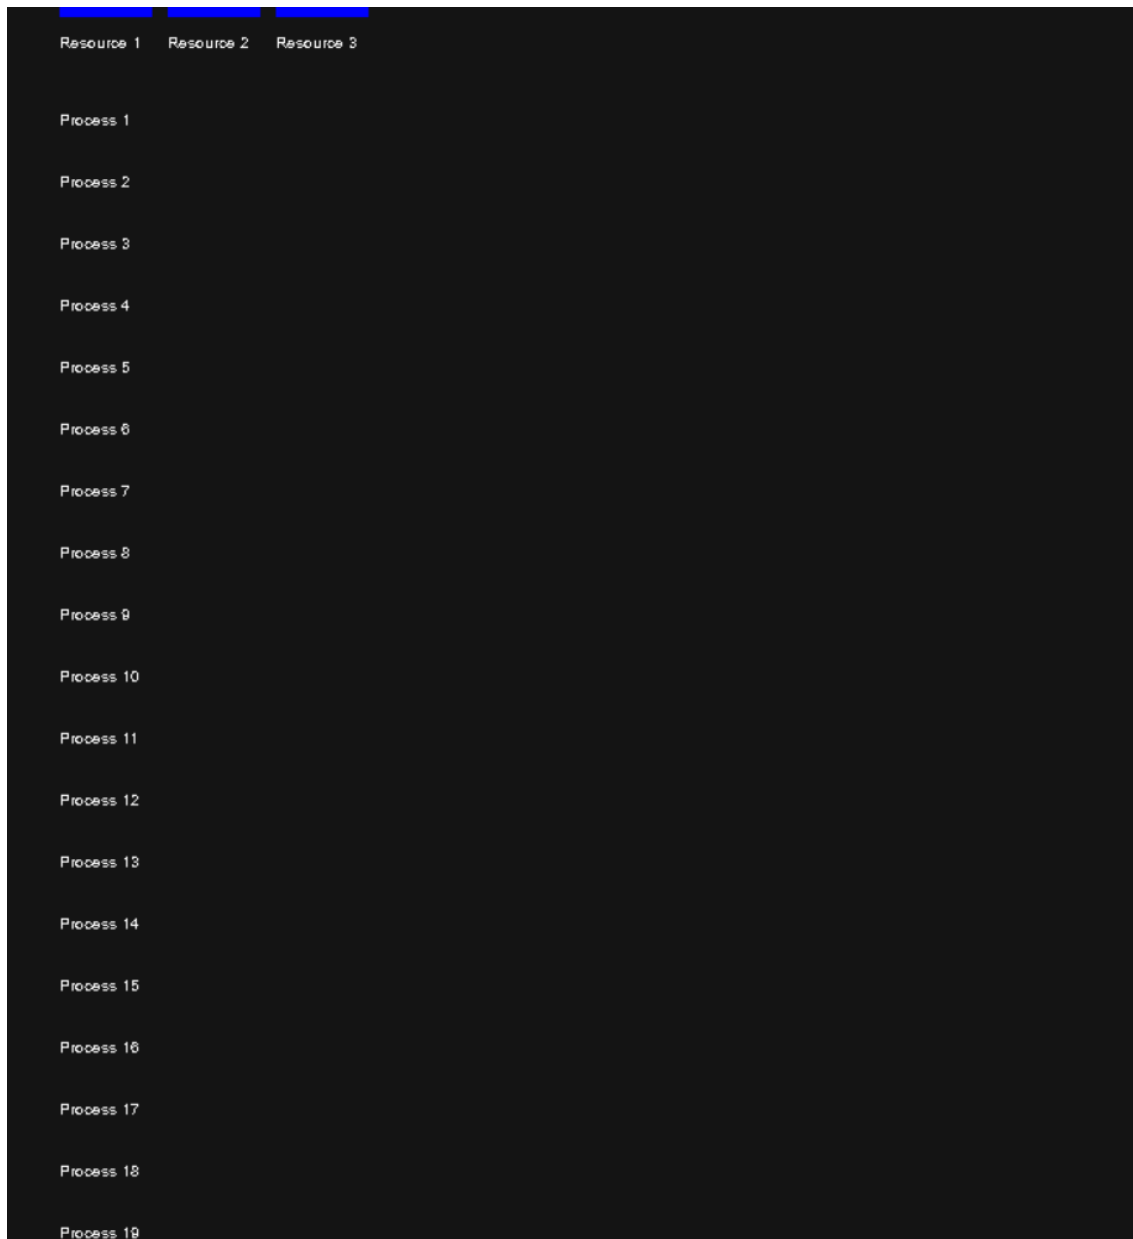 Resource 1 Resource 2 Resource 3
Process 1
Process 2
Process 3
Process 4
Process 5
Process 6
Process 7
Process 8
Process 9
Process 10
Process 11
Process 12
Process 13
Process 14
Process 15
Process 16
Process 17
Process 18
Process 19